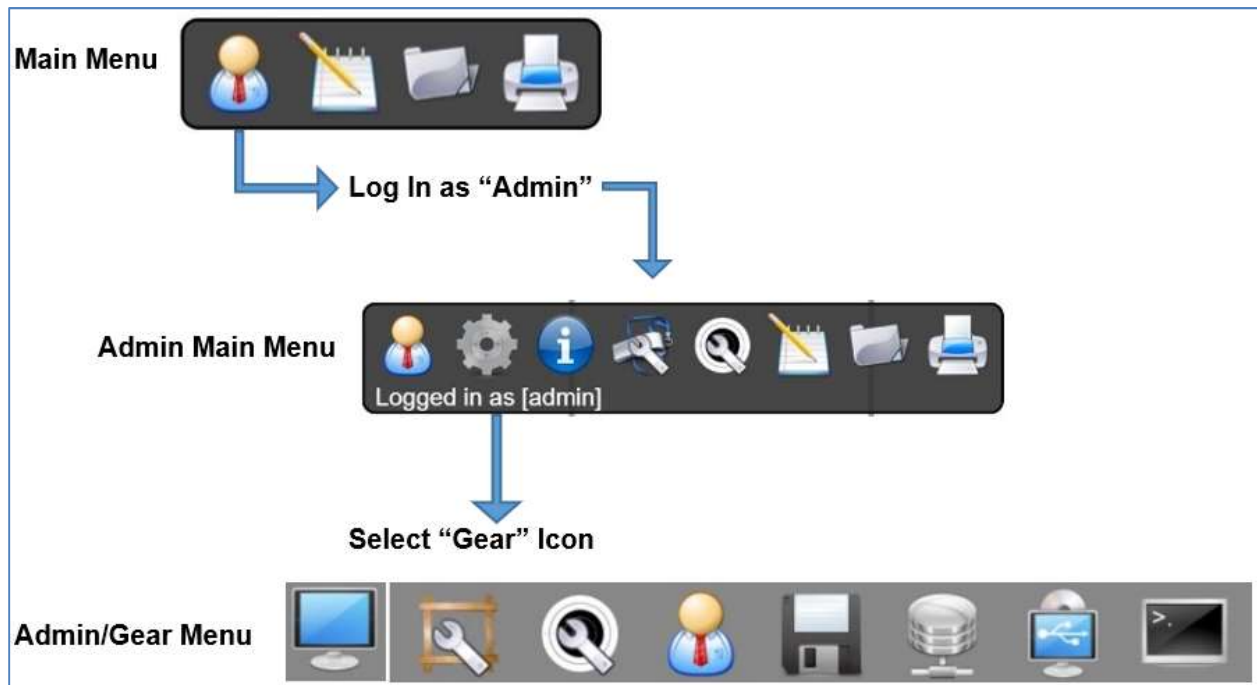 Main Menu
Log In as “Admin”
Admin Main Menu
Logged in as [admin]
Select “Gear” Icon
Admin/Gear Menu
>.